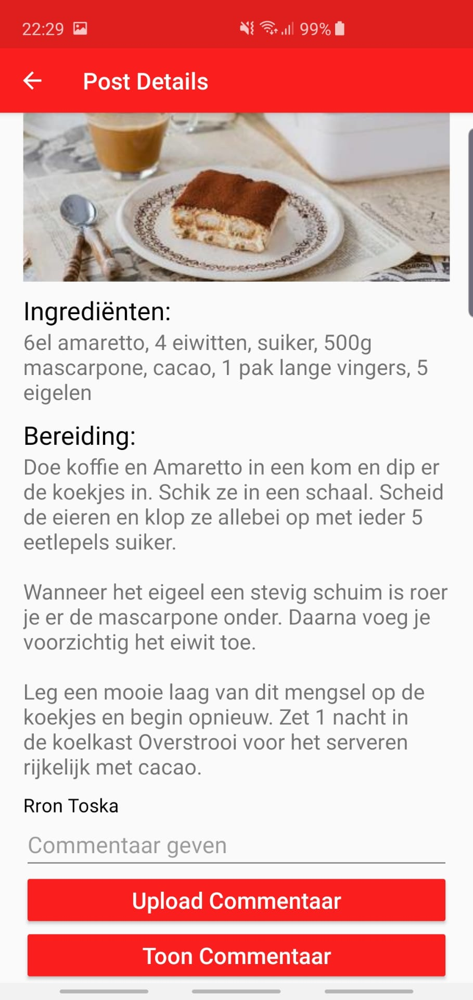 22:29 99%
Post Details
Ingrediënten:
6el amaretto, 4 eiwitten, suiker, 500g
mascarpone, cacao, 1 pak lange vingers, 5
eigelen
Bereiding:
Doe koffie en Amaretto in een kom en dip er
de koekjes in. Schik ze in een schaal. Scheid
de eieren en klop ze allebei op met ieder 5
eetlepels suiker.
Wanneer het eigeel een stevig schuim is roer
je er de mascarpone onder. Daarna voeg je
voorzichtig het eiwit toe.
Leg een mooie laag van dit mengsel op de
koekjes en begin opnieuw. Zet 1 nacht in
de koelkast Overstrooi voor het serveren
rijkelijk met cacao.
Rron Toska
Commentaar geven
Upload Commentaar
Toon Commentaar